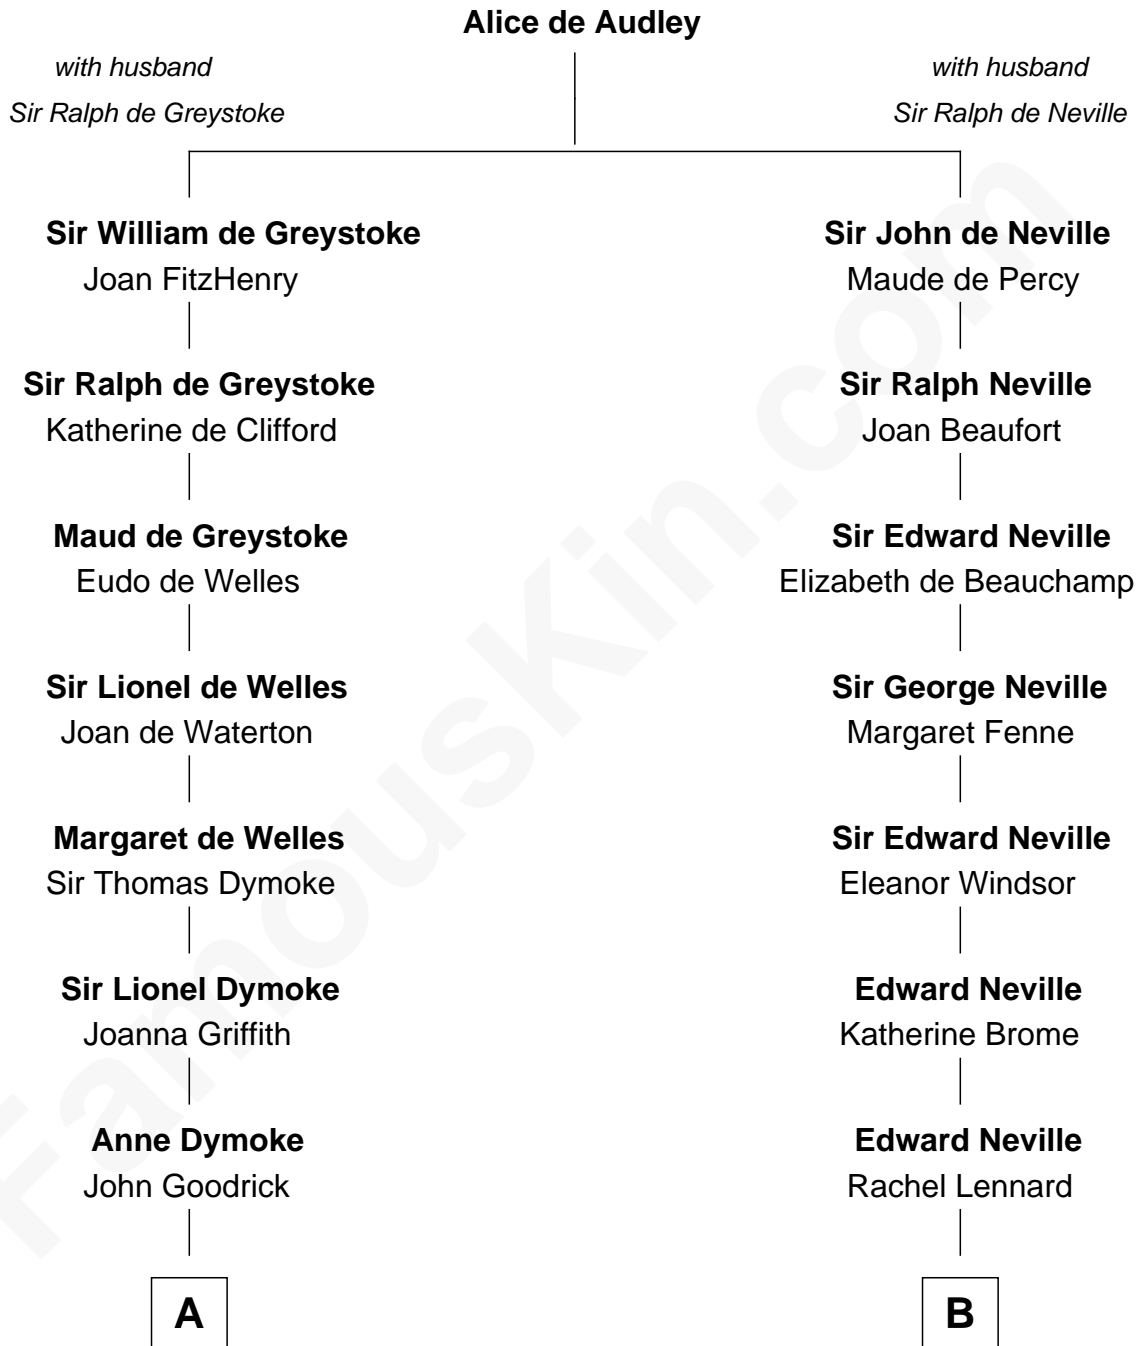 Alice de Audley
with husband
Sir Ralph de Greystoke
with husband
Sir Ralph de Neville
Sir William de Greystoke
Joan FitzHenry
Sir Ralph de Greystoke
Katherine de Clifford
Maud de Greystoke
Eudo de Welles
Sir Lionel de Welles
Joan de Waterton
Margaret de Welles
Sir Thomas Dymoke
Sir Lionel Dymoke
Joanna Griffith
Anne Dymoke
John Goodrick
A
Sir John de Neville
Maude de Percy
Sir Ralph Neville
Joan Beaufort
Sir Edward Neville
Elizabeth de Beauchamp
Sir George Neville
Margaret Fenne
Sir Edward Neville
Eleanor Windsor
Edward Neville
Katherine Brome
Edward Neville
Rachel Lennard
B
FamousKin.com